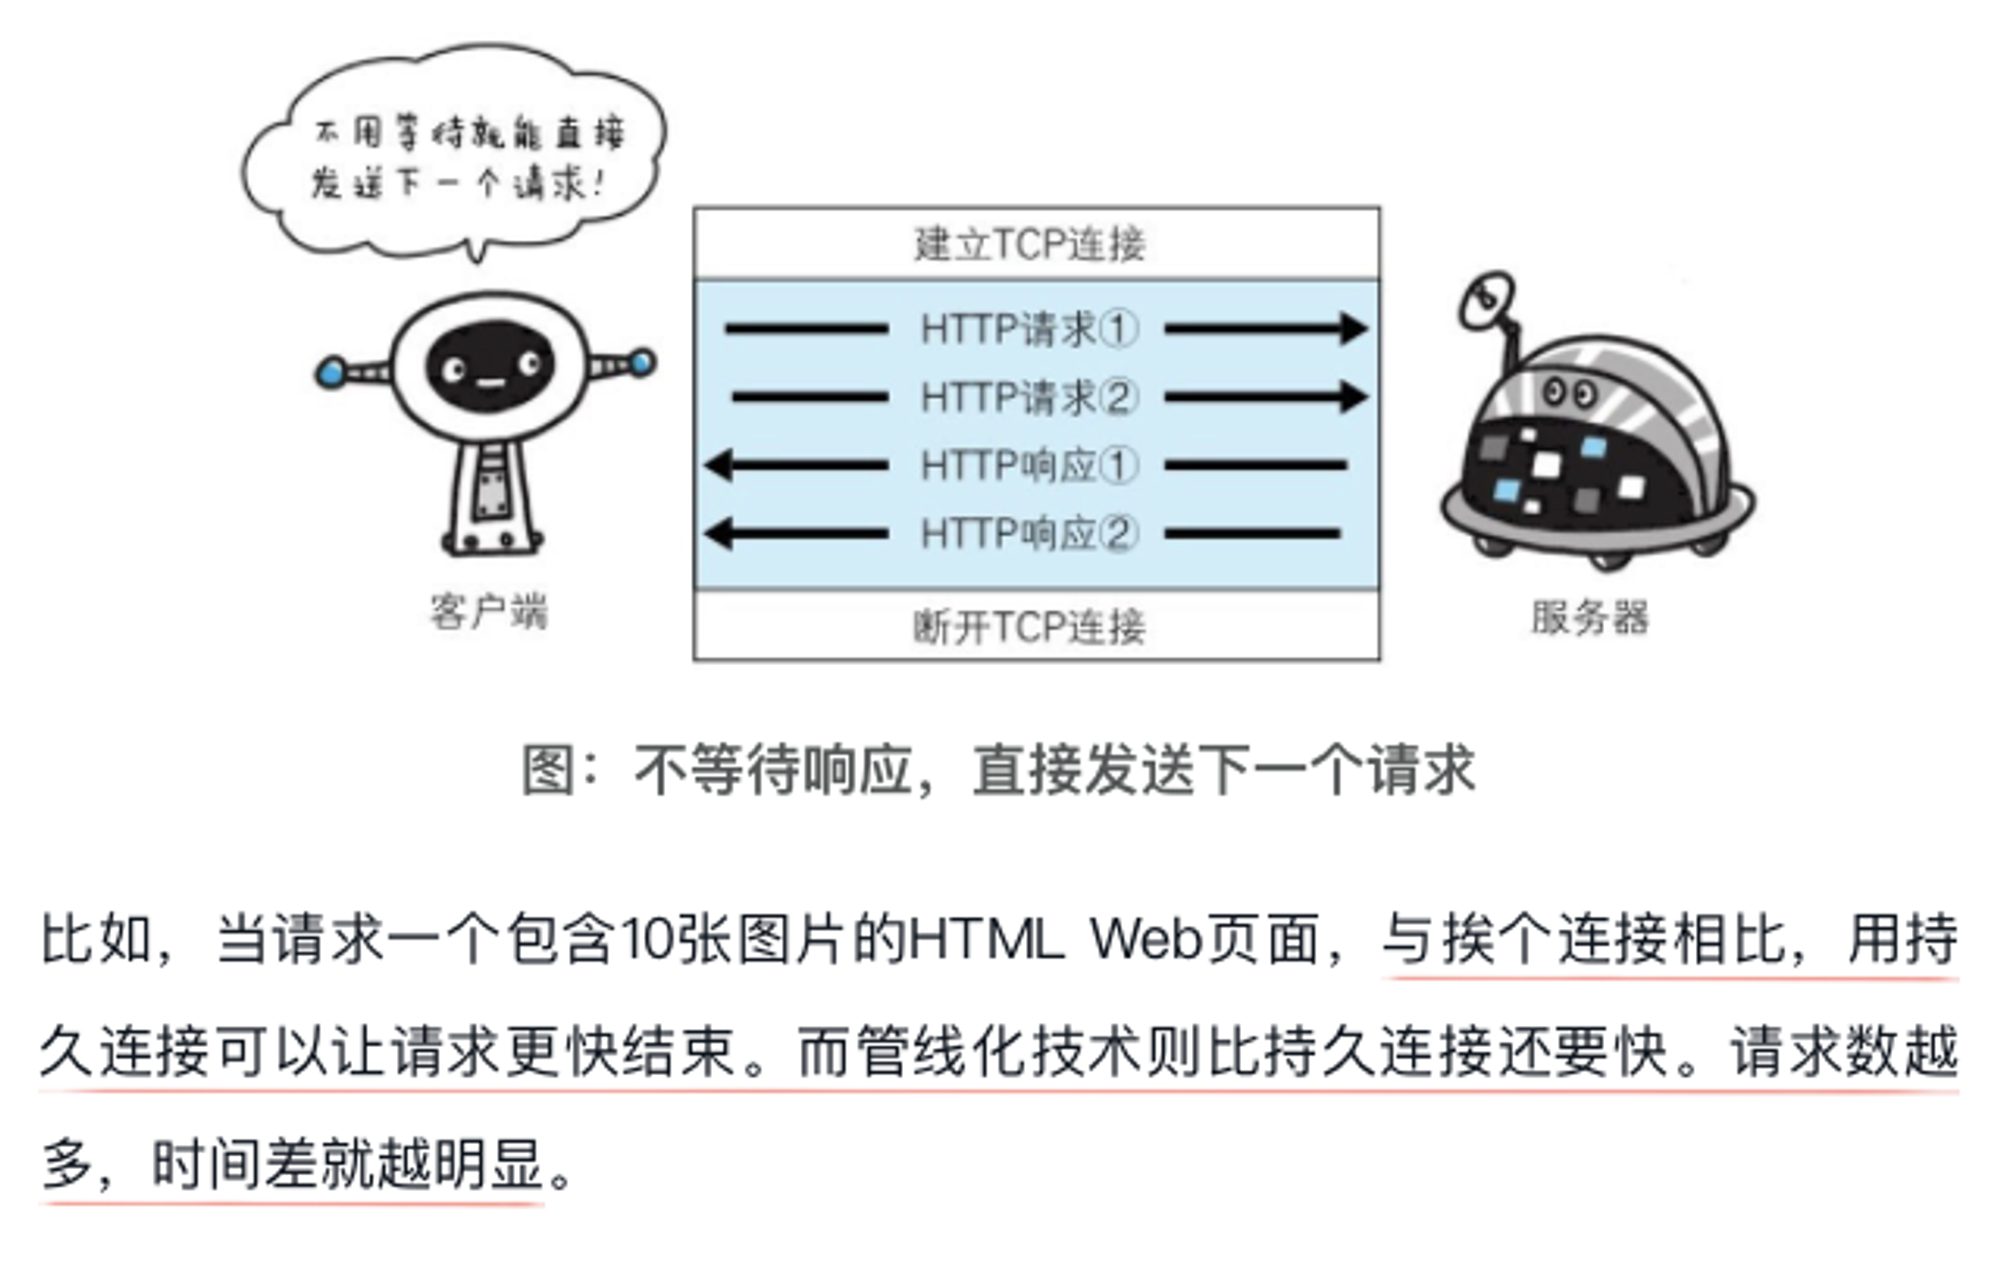 不用等待就能直接
发送下一个请求!
建立TCP连接
HTTP请求①
HTTP请求②
HTTP响应①
HTTP响应②
断开TCP连接
客户端
服务器
图：不等待响应，直接发送下一个请求
比如，当请求一个包含10张图片的HTML Web页面，与挨个连接相比，用持
久连接可以让请求更快结束。而管线化技术则比持久连接还要快。请求数越
多，时间差就越明显。